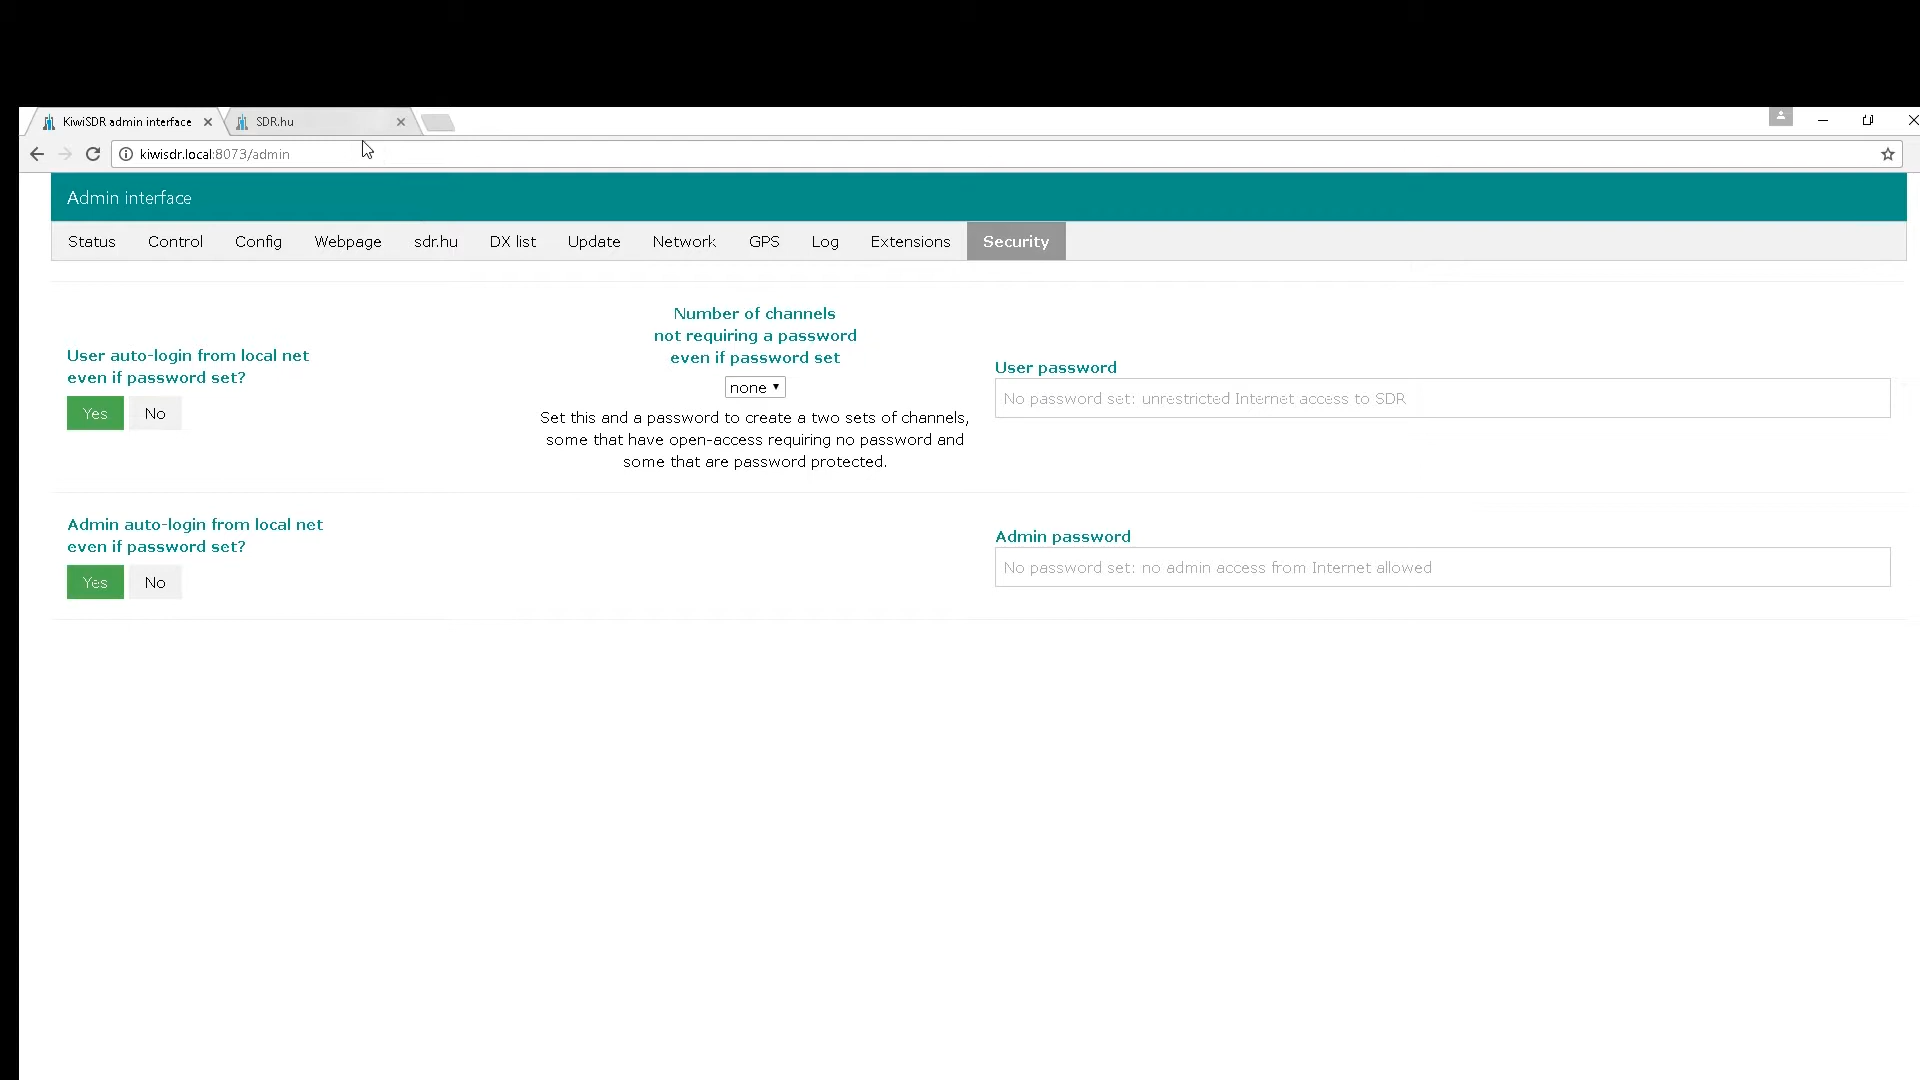 KiwiSDR admin interface
SDR.hu
kiwisdr.local:8073/admin
Admin interface
Status Control Config Webpage sdr.hu DX list Update Network GPS Log Extensions Security
User auto-login from local net
even if password set?
Yes No
Number of channels
not requiring a password
even if password set
none
Set this and a password to create a two sets of channels,
some that have open-access requiring no password and
some that are password protected.
User password
No password set: unrestricted Internet access to SDR
Admin auto-login from local net
even if password set?
Yes No
Admin password
No password set: no admin access from Internet allowed